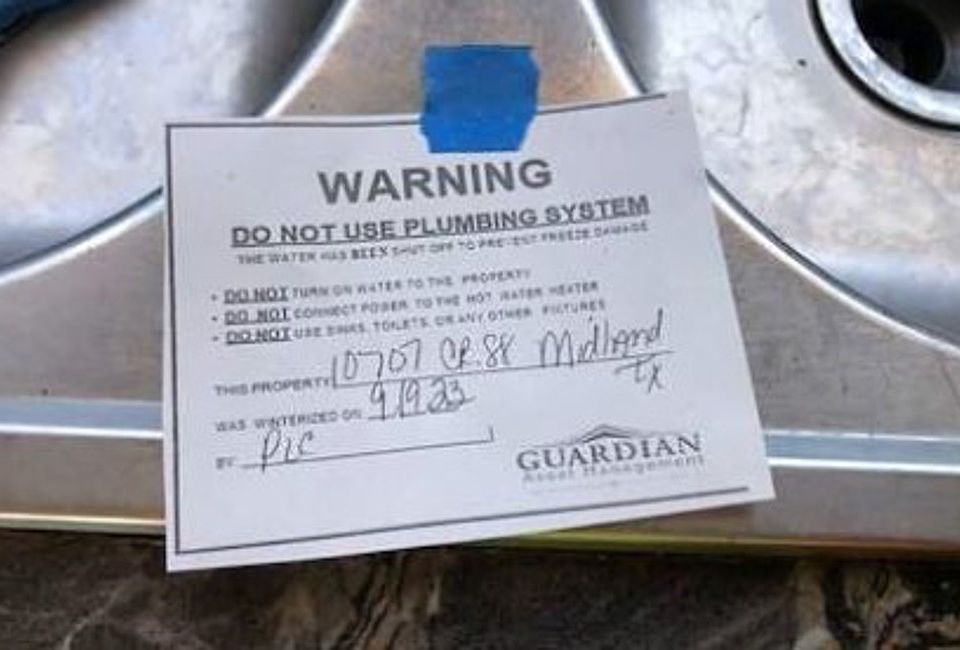 WARNING
DO NOT USE PLUMBING SYSTEM
THE WATER HAS BEEN SHUT OFF TO PREVENT FREEZE DAMAGE
• DO NOT TURN ON WATER TO THE PROPERTY
• DO NOT CONNECT POWER TO THE HOT WATER HEATER
• DO NOT USE SINKS, TOILETS, OR ANY OTHER FIXTURES
THIS PROPERTY 10707 CR.88 Midland
TX
WAS WINTERIZED ON 9/19.23
BY PLC
GUARDIAN
Asset Management